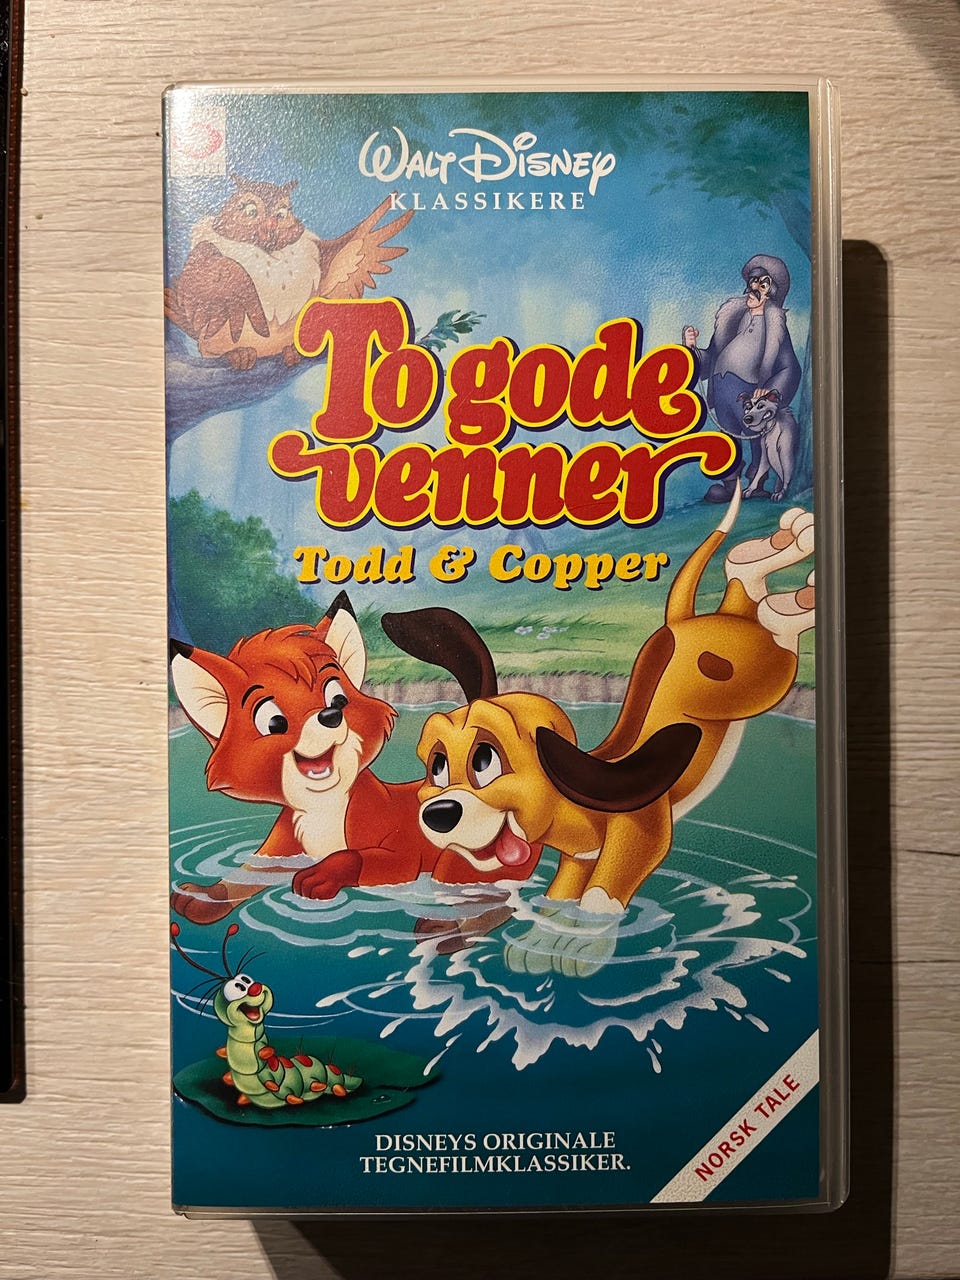 WALT DISNEY
KLASSIKERE
To gode
venner
Todd & Copper
DISNEYS ORIGINALE
TEGNEFILMKLASSIKER.
NORSK TALE